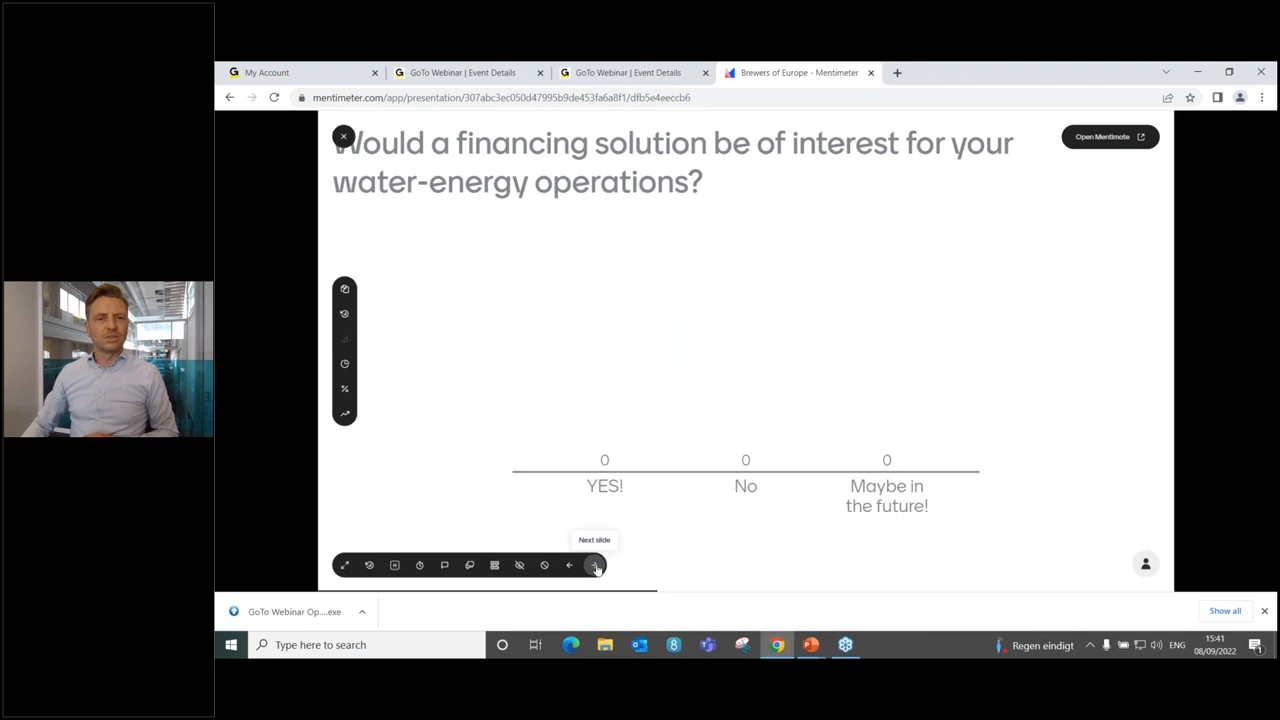 My Account
GoTo Webinar | Event Details
GoTo Webinar | Event Details
Brewers of Europe - Mentimeter
mentimeter.com/app/presentation/307abc3ec050d47995b9de453fa6a8f1/dfb5e4eeccb6
Would a financing solution be of interest for your
water-energy operations?
Open Mentimote
0
0
0
YES!
No
Maybe in
the future!
Next slide
GoTo Webinar Op....exe
Show all
Type here to search
Regen eindigt
ENG
15:41
08/09/2022